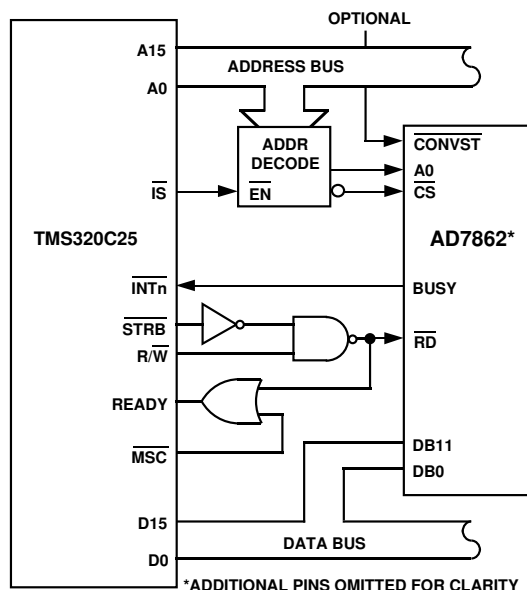 OPTIONAL
A15
ADDRESS BUS
A0
ADDR
DECODE
CONVST
A0
IS
EN
CS
TMS320C25
AD7862*
INTn
BUSY
STRB
RD
R/W
READY
MSC
DB11
DB0
D15
DATA BUS
D0
*ADDITIONAL PINS OMITTED FOR CLARITY